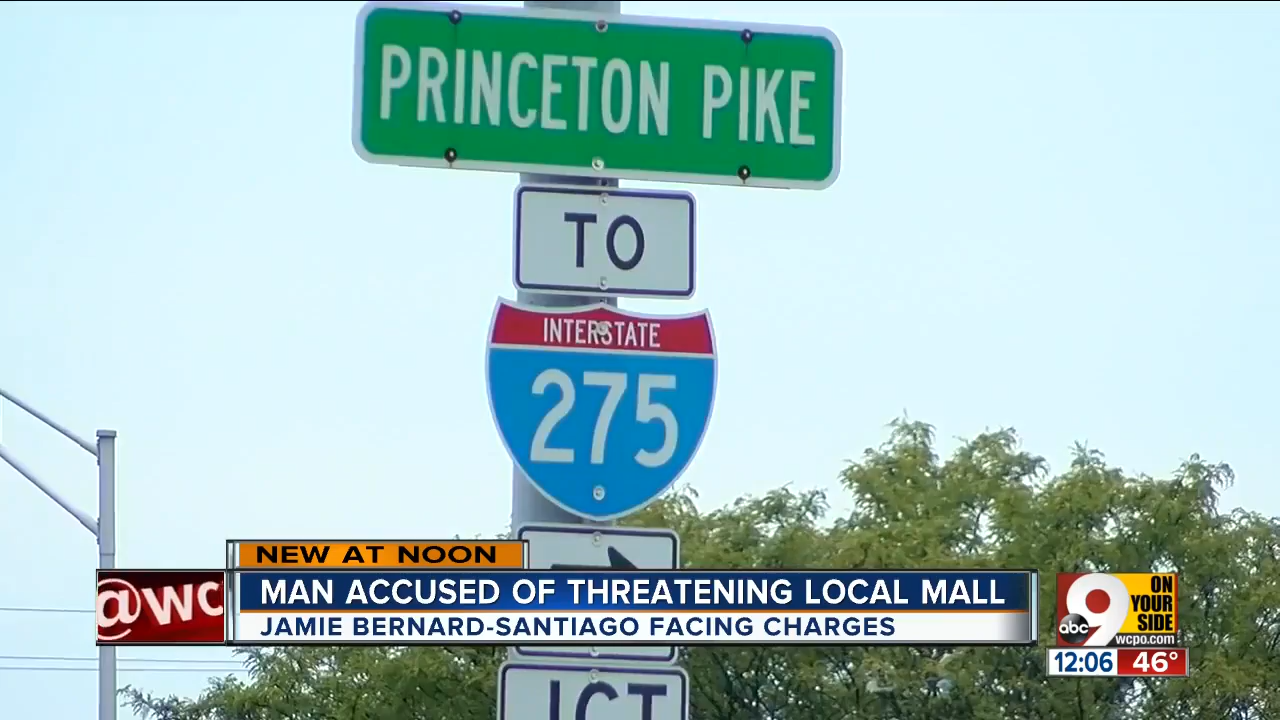 PRINCETON PIKE
TO
INTERSTATE
275
NEW AT NOON
@WC
MAN ACCUSED OF THREATENING LOCAL MALL
JAMIE BERNARD-SANTIAGO FACING CHARGES
abc 9
ON
YOUR
SIDE
wcpo.com
12:06 46°
JCT